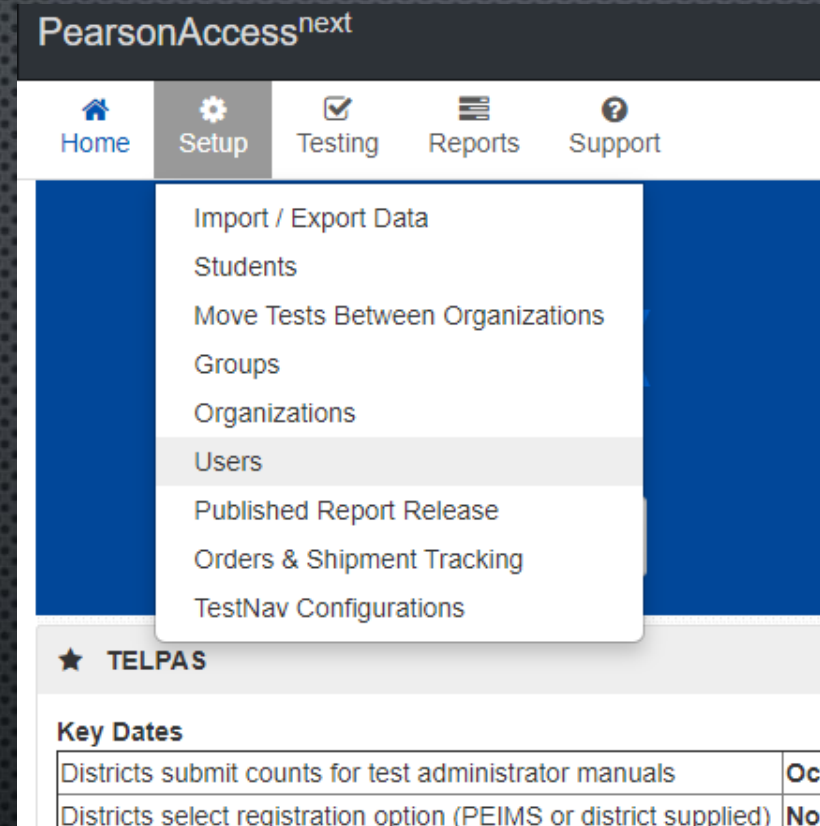 PearsonAccessnext
Home Setup Testing Reports Support
Import / Export Data
Students
Move Tests Between Organizations
Groups
Organizations
Users
Published Report Release
Orders & Shipment Tracking
TestNav Configurations
TELPAS
Key Dates
Districts submit counts for test administrator manuals Oc
Districts select registration option (PEIMS or district supplied) No